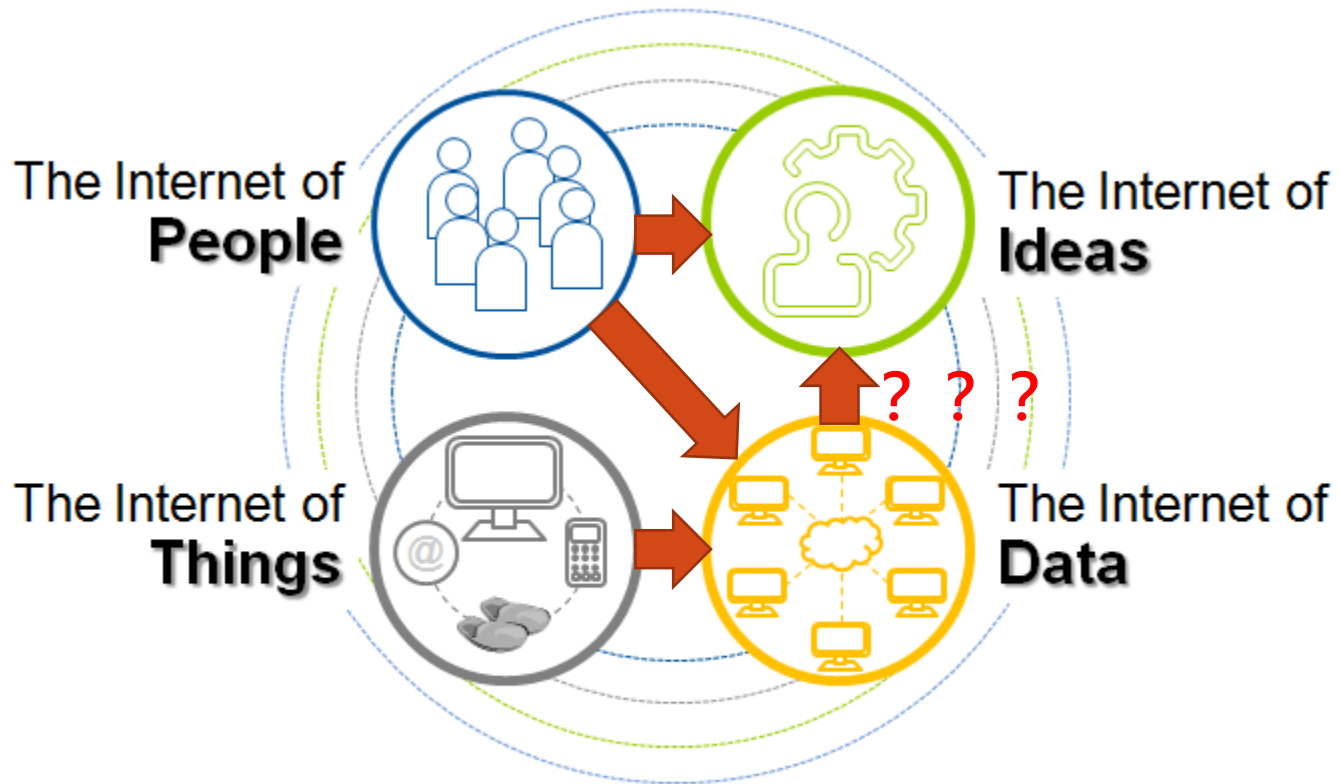 The Internet of
People
The Internet of
Ideas
? ? ?
The Internet of
Things
@
The Internet of
Data